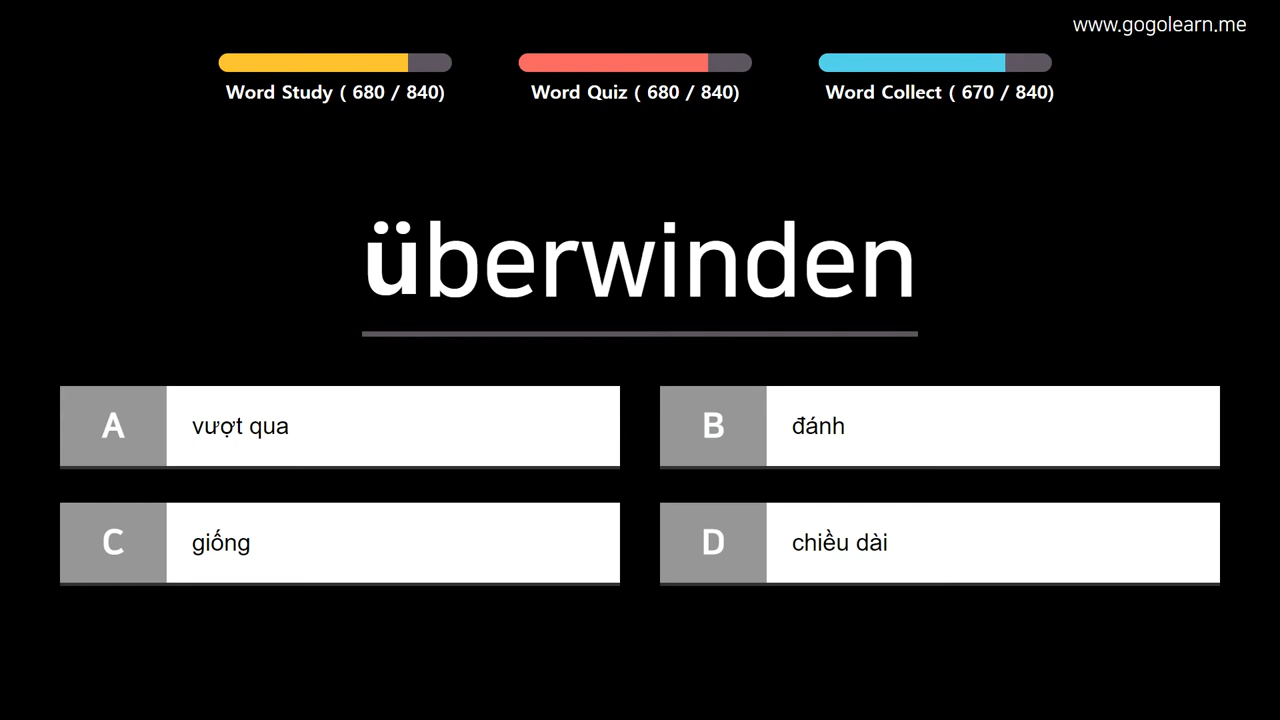 www.gogolearn.me
Word Study ( 680 / 840)
Word Quiz ( 680 / 840)
Word Collect ( 670 / 840)
überwinden
A vượt qua
B đánh
C giống
D chiều dài